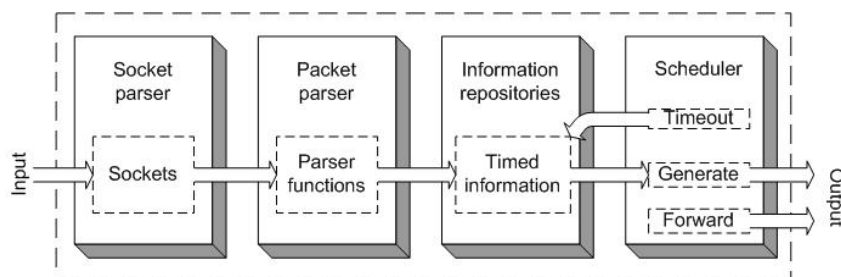 Socket
parser
Packet
parser
Information
repositories
Scheduler
Timeout
Input
Sockets
Parser
functions
Timed
information
Generate
Output
Forward